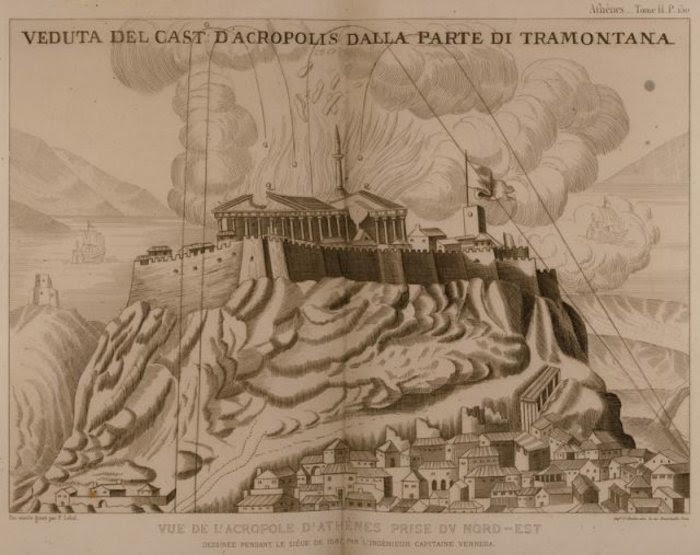 Athènes. Tome II. P. 150
VEDUTA DEL CAST D'ACROPOLIS DALLA PARTE DI TRAMONTANA
VUE DE L'ACROPOLE D'ATHÈNES PRISE DU NORD-EST
DESSINÉE PENDANT LE SIÉGE DE 1687 PAR L'INGÉNIEUR CAPITAINE VERNEDA.